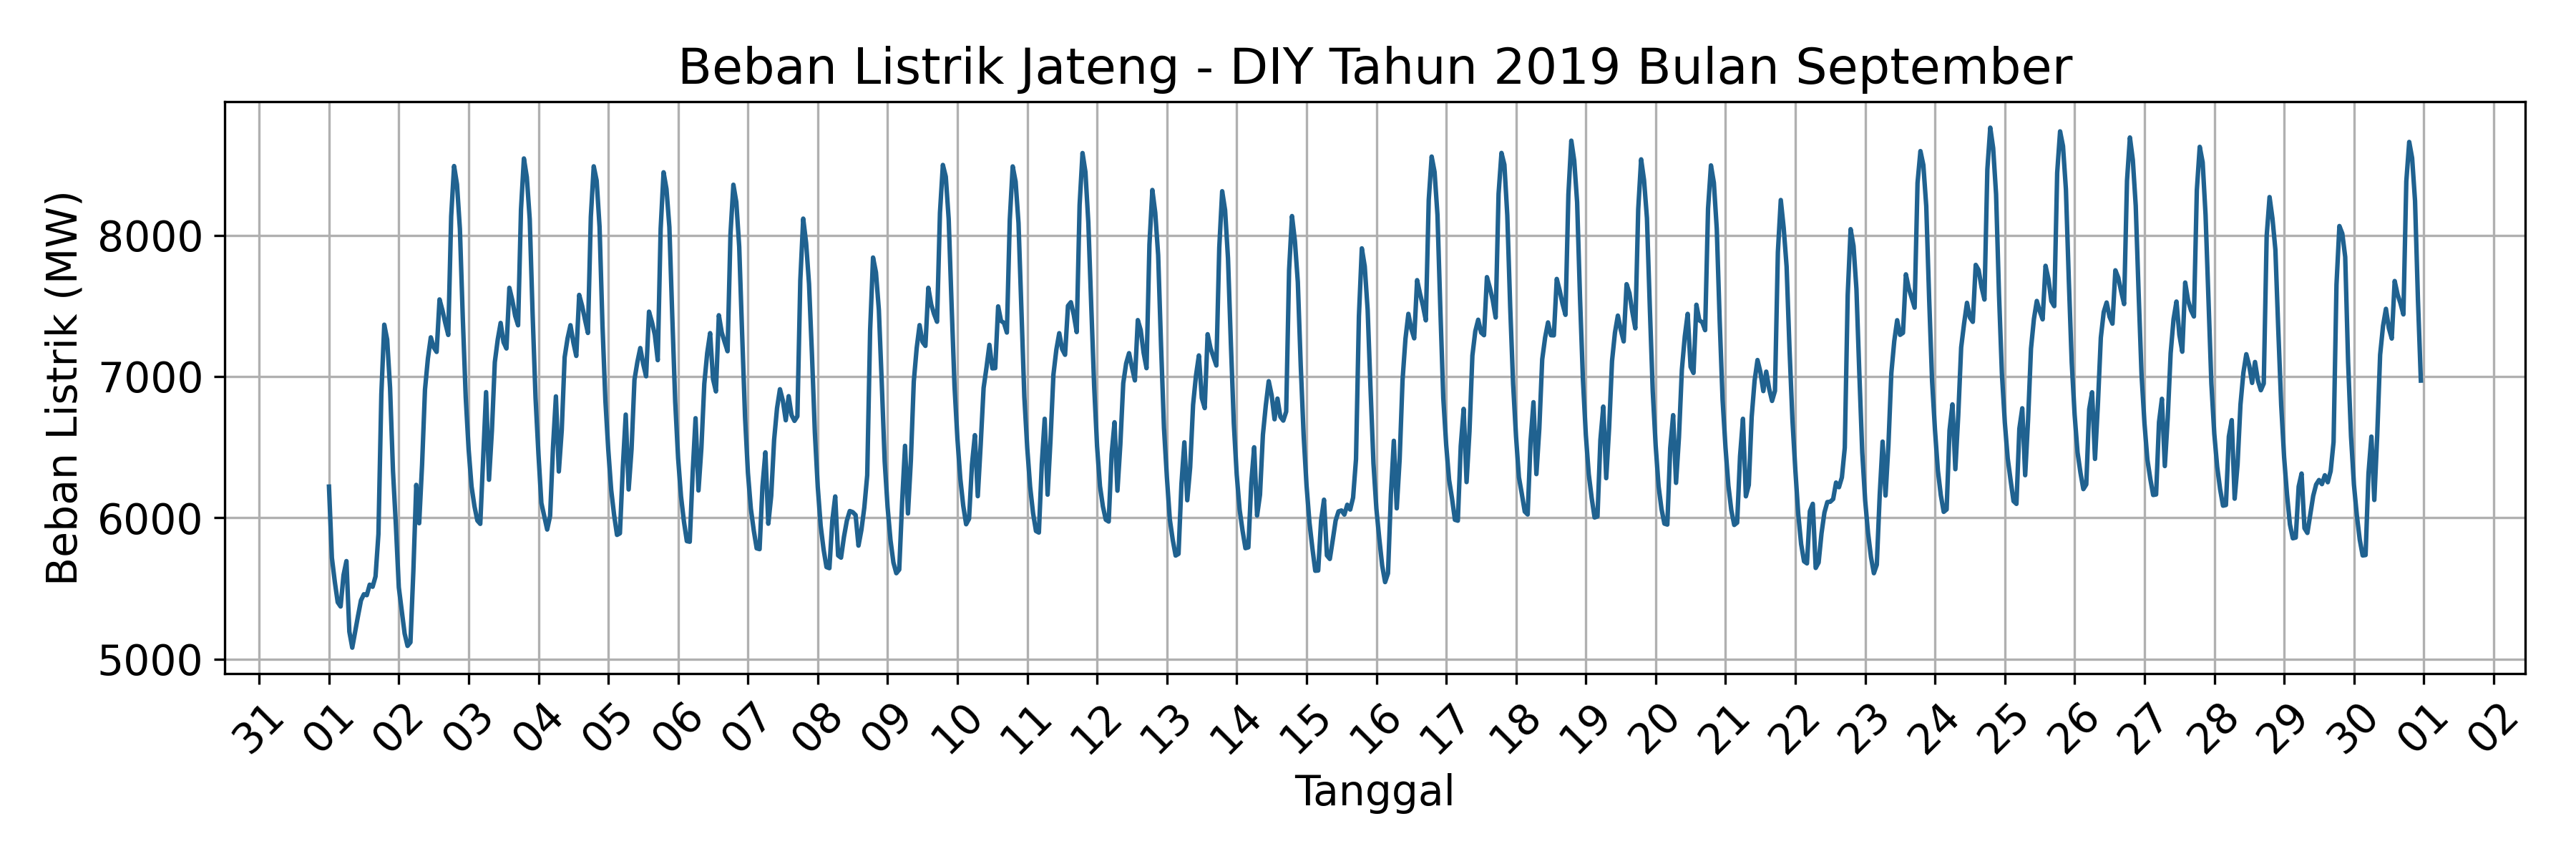 Beban Listrik Jateng - DIY Tahun 2019 Bulan September
Beban Listrik (MW)
8000
7000
6000
5000
31 01 02 03 04 05 06 07 08 09 10 11 12 13 14 15 16 17 18 19 20 21 22 23 24 25 26 27 28 29 30 01 02
Tanggal